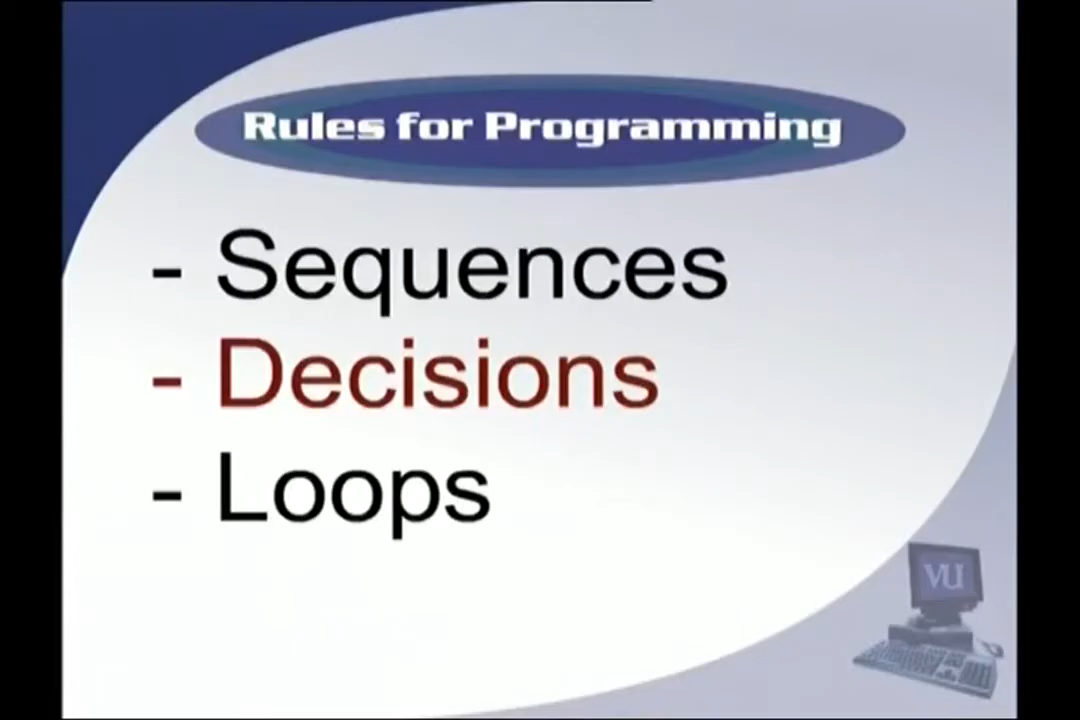 Rules for Programming
- Sequences
- Decisions
- Loops
VU